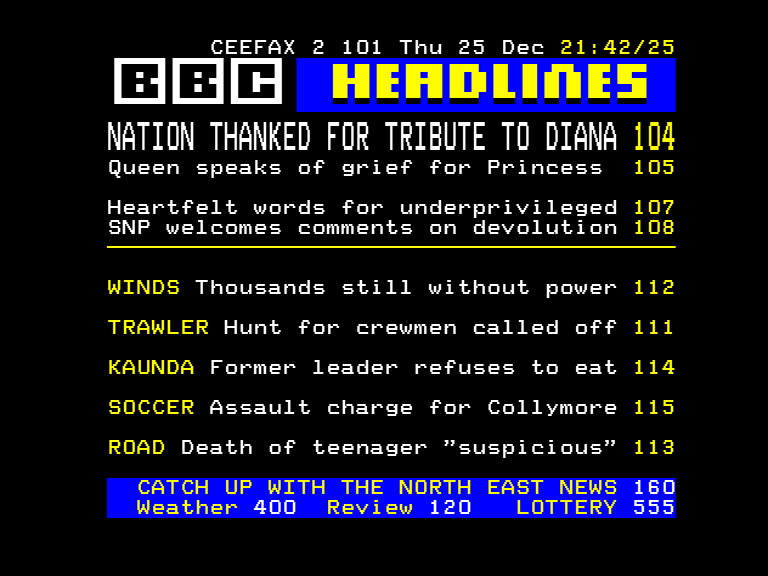 CEEFAX 2 101 Thu 25 Dec 21:42/25
BBC HEADLINES
NATION THANKED FOR TRIBUTE TO DIANA 104
Queen speaks of grief for Princess 105
Heartfelt words for underprivileged 107
SNP welcomes comments on devolution 108
WINDS Thousands still without power 112
TRAWLER Hunt for crewmen called off 111
KAUNDA Former leader refuses to eat 114
SOCCER Assault charge for Collymore 115
ROAD Death of teenager ”suspicious” 113
CATCH UP WITH THE NORTH EAST NEWS 160
Weather 400 Review 120 LOTTERY 555